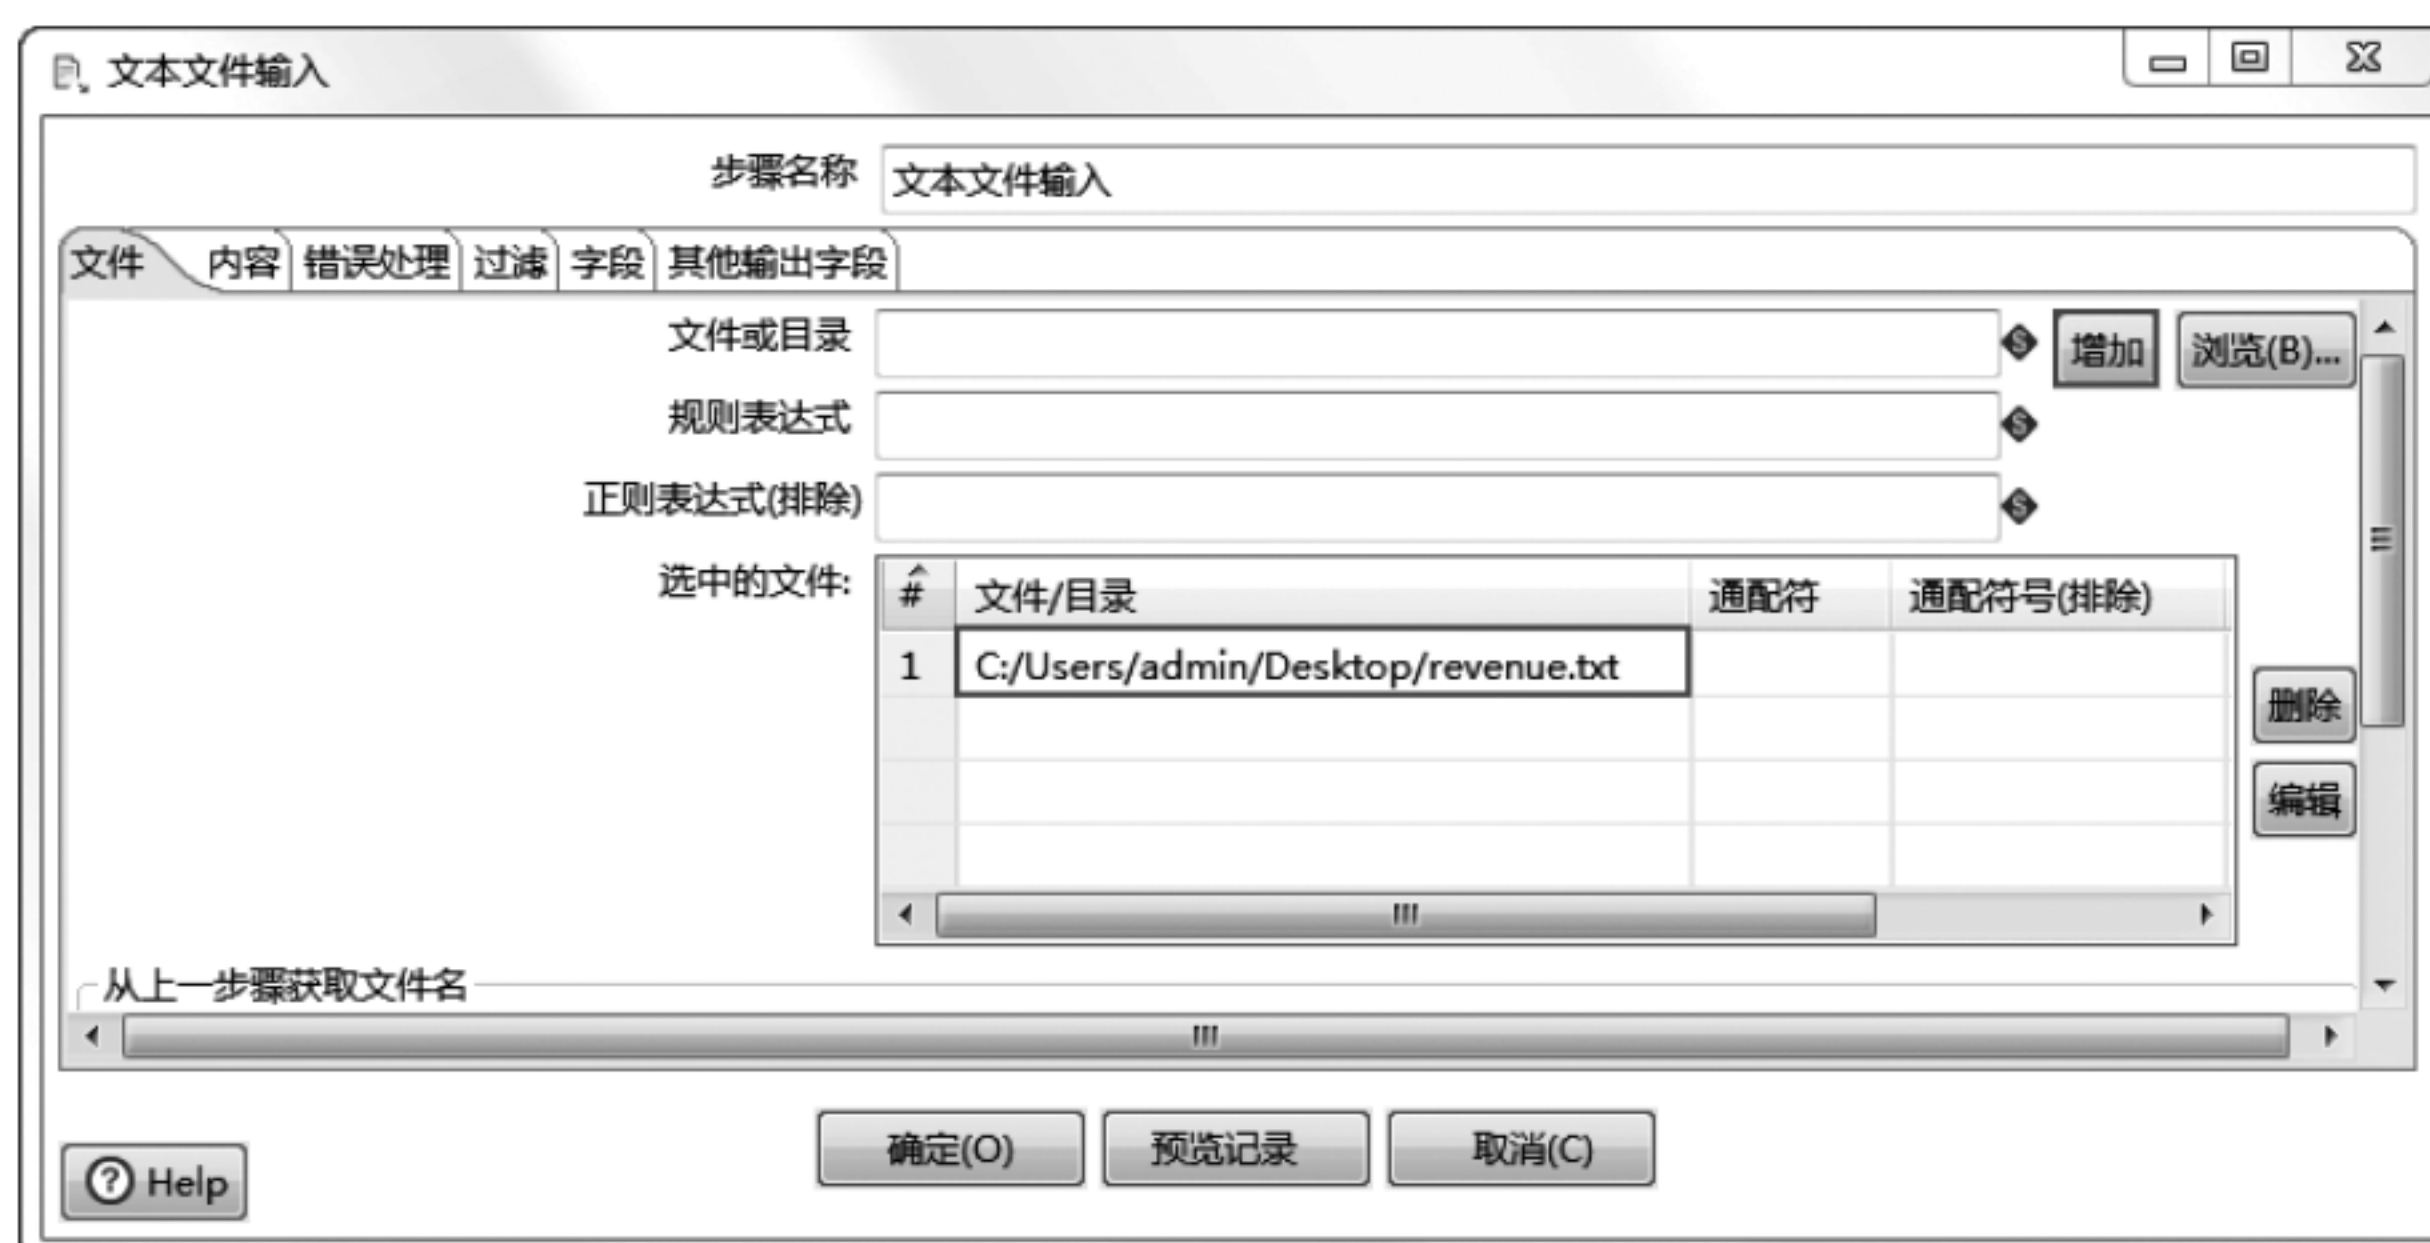 文本文件输入
步骤名称 文本文件输入
文件 内容 错误处理 过滤 字段 其他输出字段
文件或目录 增加 浏览(B)...
规则表达式
正则表达式(排除)
选中的文件: # 文件/目录 通配符 通配符号(排除)
1 C:/Users/admin/Desktop/revenue.txt
删除
编辑
从上一步骤获取文件名
确定(O) 预览记录 取消(C)
Help